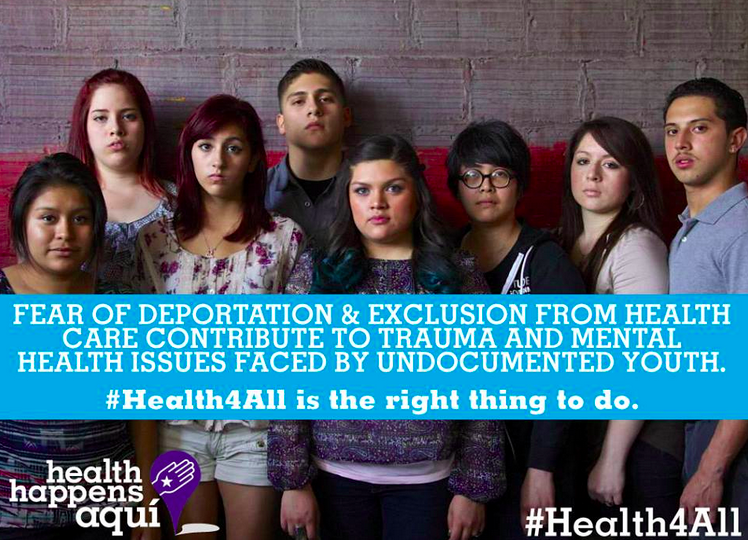 FEAR OF DEPORTATION & EXCLUSION FROM HEALTH
CARE CONTRIBUTE TO TRAUMA AND MENTAL
HEALTH ISSUES FACED BY UNDOCUMENTED YOUTH.
#Health4All is the right thing to do.
health
happens
aquí
#Health4All